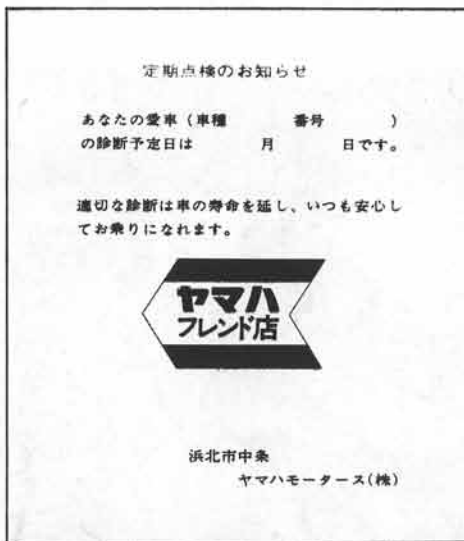 定期点検のお知らせ
あなたの愛車（車種　　　番号　　　）
の診断予定日は　　　月　　　日です。
適切な診断は車の寿命を延し、いつも安心し
てお乗りになれます。
ヤマハ
フレンド店
浜北市中条
ヤマハモータース(株)